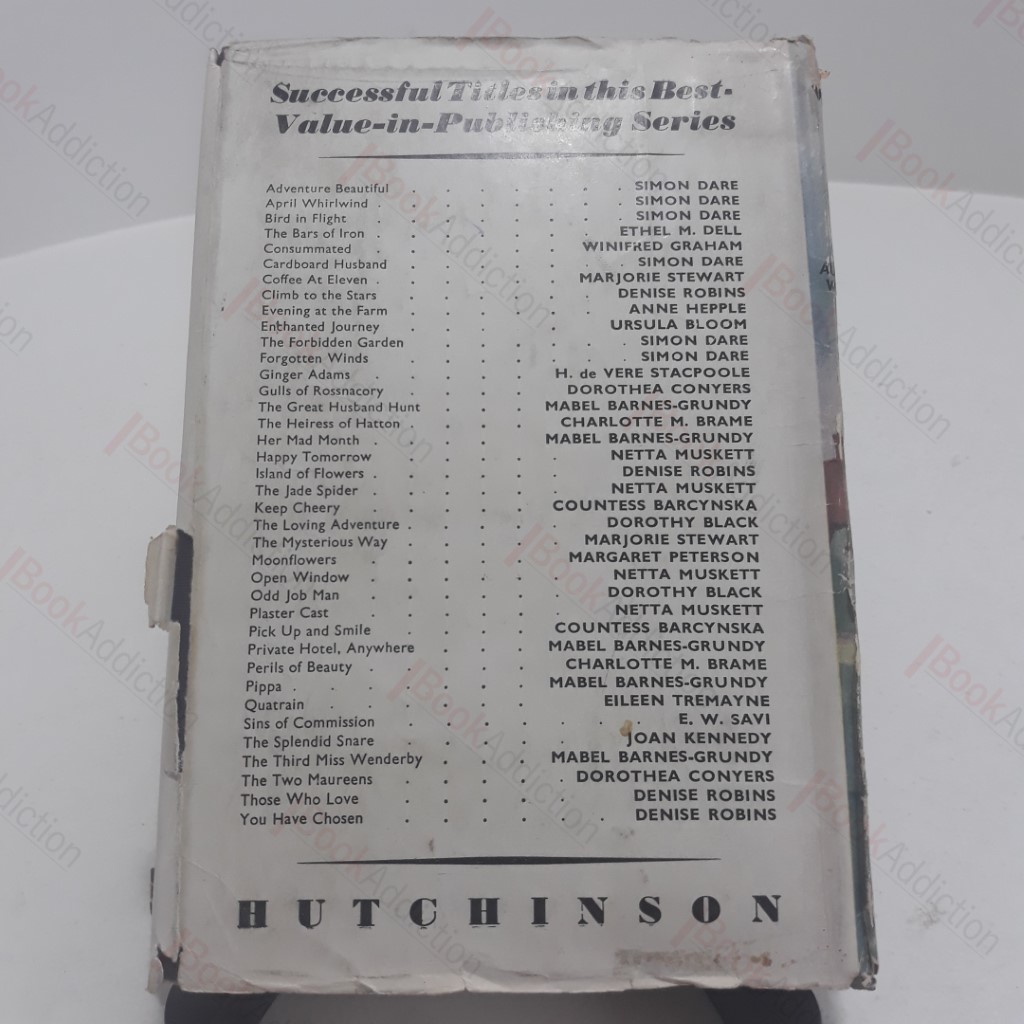 Successful Titles in this Best-
Value-in-Publishing Series
Adventure Beautiful . . . . . . . SIMON DARE
April Whirlwind . . . . . . . . SIMON DARE
Bird in Flight . . . . . . . . SIMON DARE
The Bars of Iron . . . . . . . ETHEL M. DELL
Consummated . . . . . . WINIFRED GRAHAM
Cardboard Husband . . . . . . SIMON DARE
Coffee At Eleven . . . . . . MARJORIE STEWART
Climb to the Stars . . . . . . DENISE ROBINS
Evening at the Farm . . . . . . ANNE HEPPLE
Enchanted Journey . . . . . URSULA BLOOM
The Forbidden Garden . . . . . . SIMON DARE
Forgotten Winds . . . . . . . SIMON DARE
Ginger Adams . . . . . H. de VERE STACPOOLE
Gulls of Rossnacory . . . . . DOROTHEA CONYERS
The Great Husband Hunt . . . MABEL BARNES-GRUNDY
The Heiress of Hatton . . . . CHARLOTTE M. BRAME
Her Mad Month . . . . . MABEL BARNES-GRUNDY
Happy Tomorrow . . . . . NETTA MUSKETT
Island of Flowers . . . . . . DENISE ROBINS
The Jade Spider . . . . . . NETTA MUSKETT
Keep Cheery . . . . . COUNTESS BARCYNSKA
The Loving Adventure . . . . . DOROTHY BLACK
The Mysterious Way . . . . . MARJORIE STEWART
Moonflowers . . . . . MARGARET PETERSON
Open Window . . . . . . NETTA MUSKETT
Odd Job Man . . . . . . DOROTHY BLACK
Plaster Cast . . . . . . NETTA MUSKETT
Pick Up and Smile . . . . COUNTESS BARCYNSKA
Private Hotel, Anywhere . . . MABEL BARNES-GRUNDY
Perils of Beauty . . . . . CHARLOTTE M. BRAME
Pippa . . . . . . . MABEL BARNES-GRUNDY
Quatrain . . . . . . EILEEN TREMAYNE
Sins of Commission . . . . . . . E. W. SAVI
The Splendid Snare . . . . . JOAN KENNEDY
The Third Miss Wenderby . . . MABEL BARNES-GRUNDY
The Two Maureens . . . . . DOROTHEA CONYERS
Those Who Love . . . . . DENISE ROBINS
You Have Chosen . . . . . . DENISE ROBINS
HUTCHINSON
BookAddiction